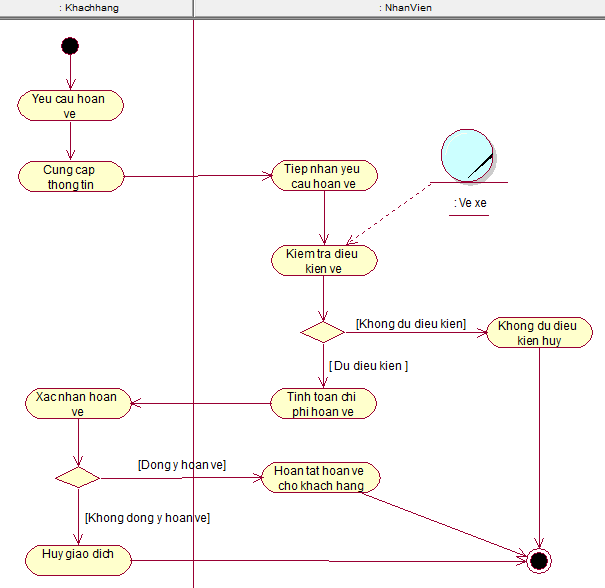 : Khachhang
: NhanVien
Yeu cau hoan
ve
Cung cap
thong tin
Tiep nhan yeu
cau hoan ve
: Ve xe
Kiem tra dieu
kien ve
[Khong du dieu kien]
Khong du dieu
kien huy
[ Du dieu kien ]
Xac nhan hoan
ve
Tinh toan chi
phi hoan ve
[Dong y hoan ve]
Hoan tat hoan ve
cho khach hang
[Khong dong y hoan ve]
Huy giao dich